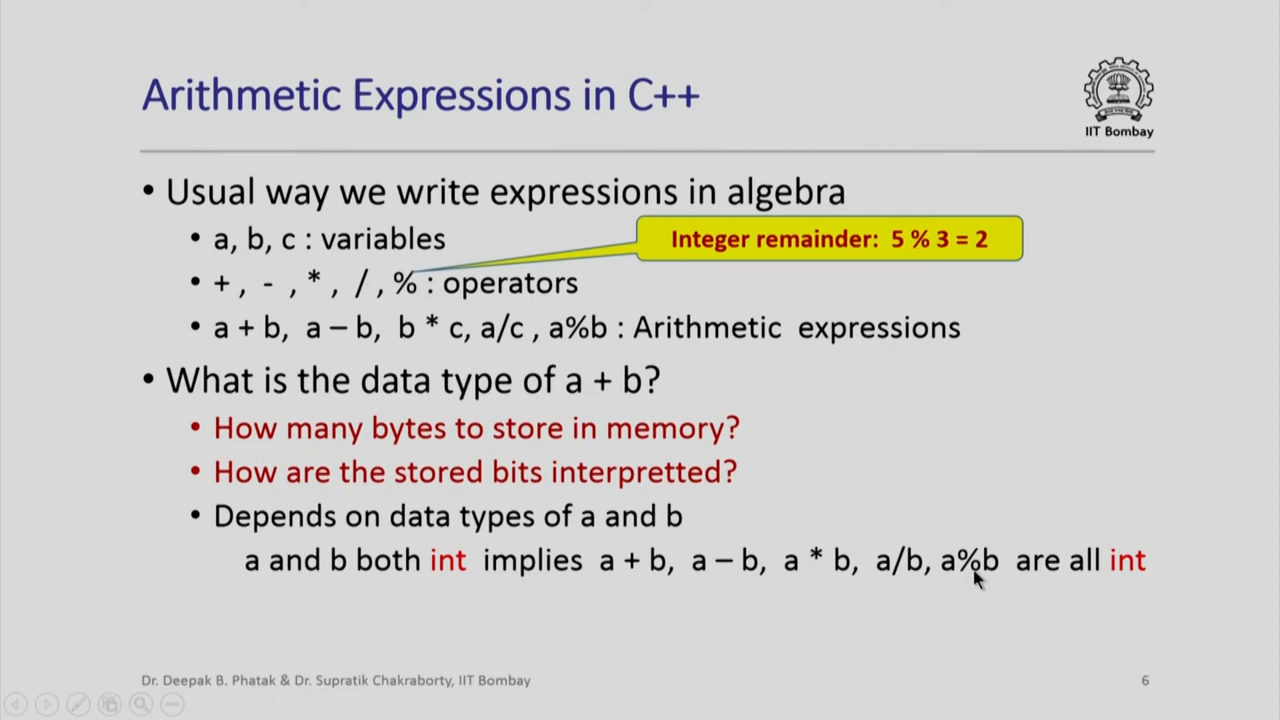 Arithmetic Expressions in C++
IIT Bombay
• Usual way we write expressions in algebra
• a, b, c : variables
Integer remainder: 5 % 3 = 2
• + , - , * , / , % : operators
• a + b, a – b, b * c, a/c , a%b : Arithmetic expressions
• What is the data type of a + b?
• How many bytes to store in memory?
• How are the stored bits interpretted?
• Depends on data types of a and b
a and b both int implies a + b, a – b, a * b, a/b, a%b are all int
Dr. Deepak B. Phatak & Dr. Supratik Chakraborty, IIT Bombay
6